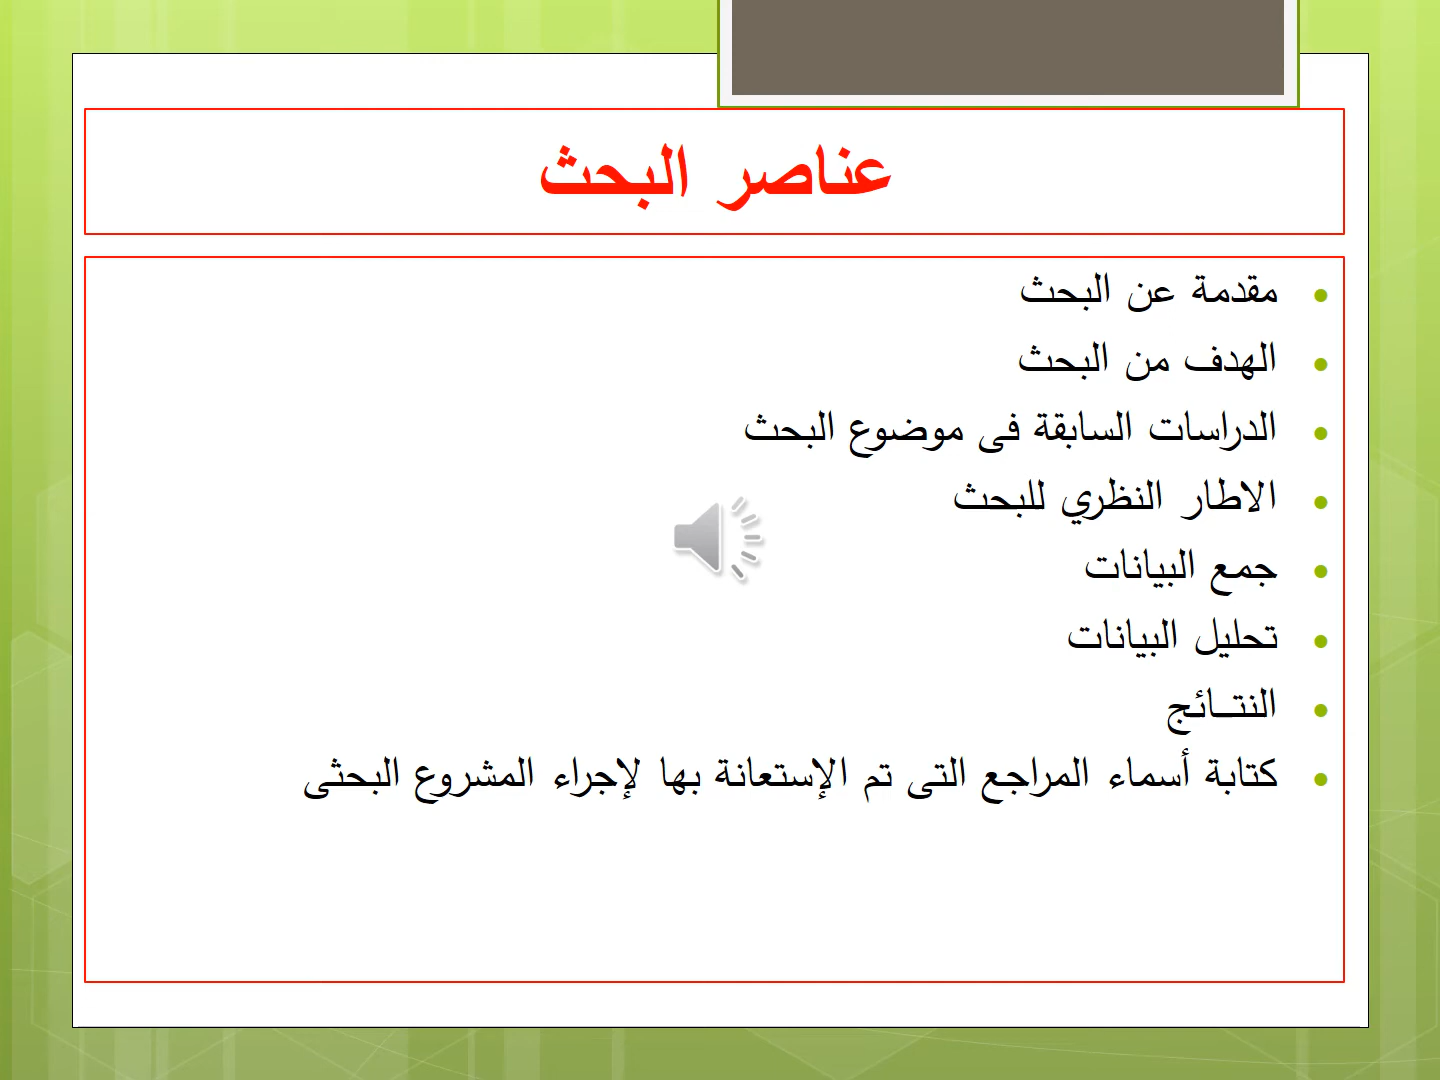 عناصر البحث
• مقدمة عن البحث
• الهدف من البحث
• الدراسات السابقة فى موضوع البحث
• الاطار النظري للبحث
• جمع البيانات
• تحليل البيانات
• النتــائج
• كتابة أسماء المراجع التى تم الإستعانة بها لإجراء المشروع البحثى